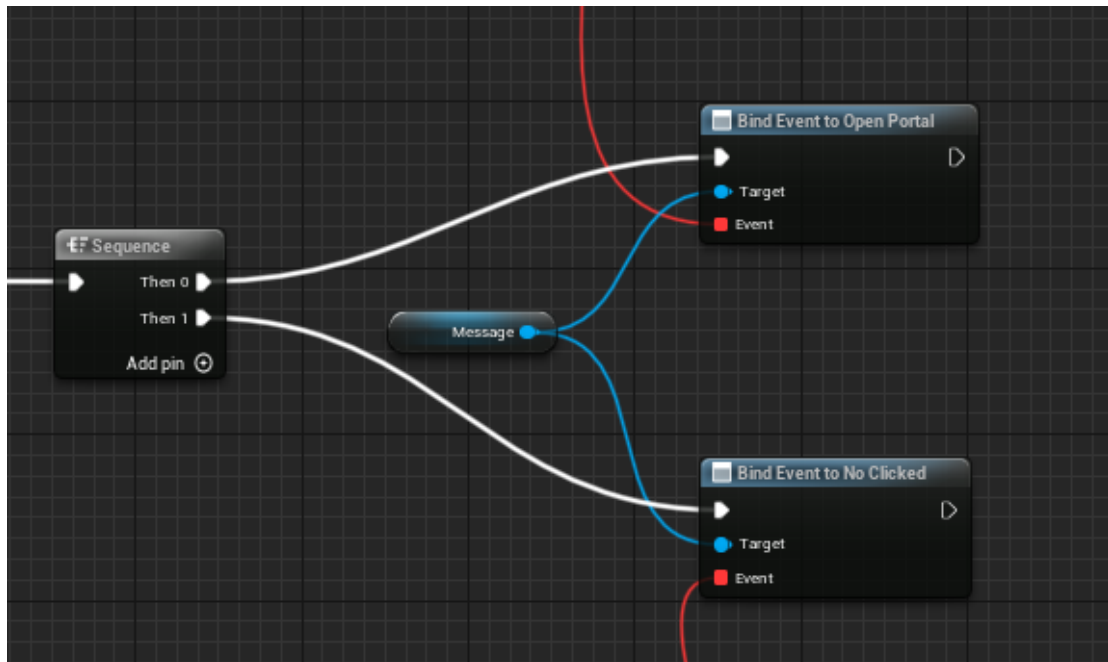 Bind Event to Open Portal
Target
Event
Sequence
Then 0
Then 1
Add pin
Message
Bind Event to No Clicked
Target
Event